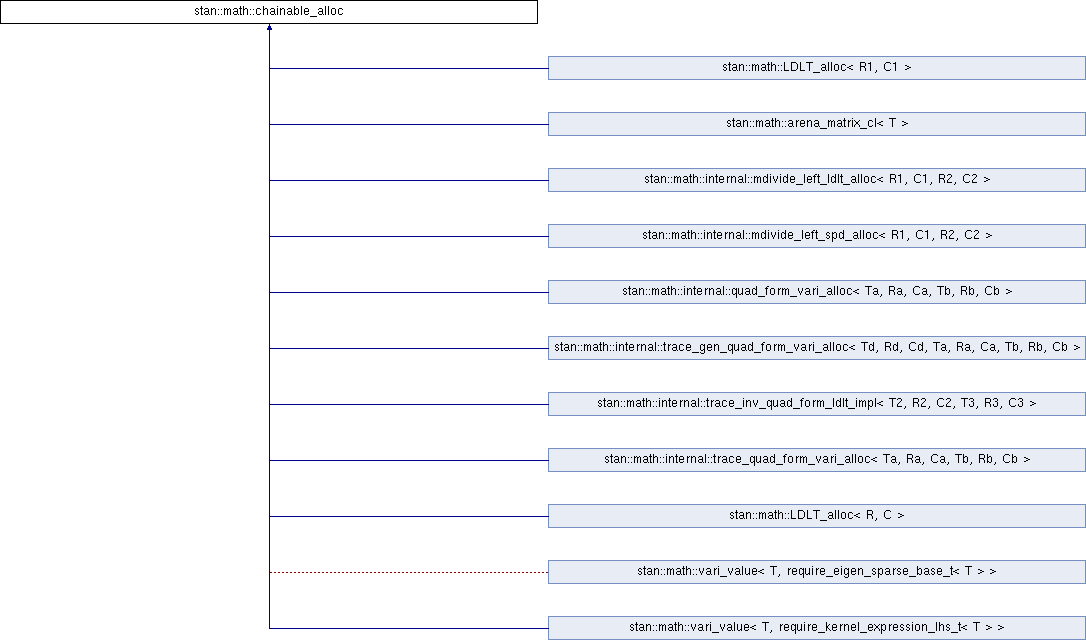 stan::math::chainable_alloc
stan::math::LDLT_alloc< R1, C1 >
stan::math::arena_matrix_cl< T >
stan::math::internal::mdivide_left_ldlt_alloc< R1, C1, R2, C2 >
stan::math::internal::mdivide_left_spd_alloc< R1, C1, R2, C2 >
stan::math::internal::quad_form_vari_alloc< Ta, Ra, Ca, Tb, Rb, Cb >
stan::math::internal::trace_gen_quad_form_vari_alloc< Td, Rd, Cd, Ta, Ra, Ca, Tb, Rb, Cb >
stan::math::internal::trace_inv_quad_form_ldlt_impl< T2, R2, C2, T3, R3, C3 >
stan::math::internal::trace_quad_form_vari_alloc< Ta, Ra, Ca, Tb, Rb, Cb >
stan::math::LDLT_alloc< R, C >
stan::math::vari_value< T, require_eigen_sparse_base_t< T > >
stan::math::vari_value< T, require_kernel_expression_lhs_t< T > >